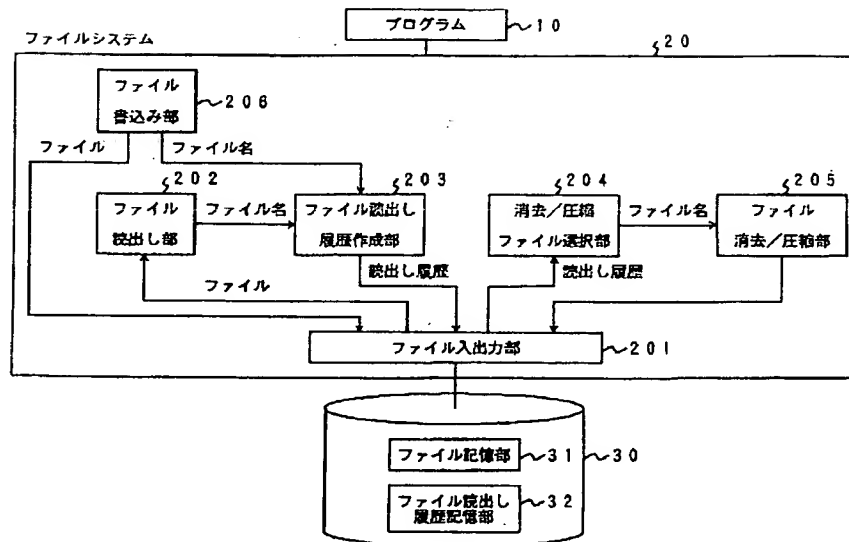 プログラム 10
ファイルシステム 20
ファイル
書込み部
206
ファイル
ファイル名
202
203
204
205
ファイル
読出し部
ファイル名
ファイル読出し
履歴作成部
消去/圧縮
ファイル選択部
ファイル名
ファイル
消去/圧縮部
読出し履歴
読出し履歴
ファイル
ファイル入出力部 201
ファイル記憶部 31
30
ファイル読出し
履歴記憶部
32